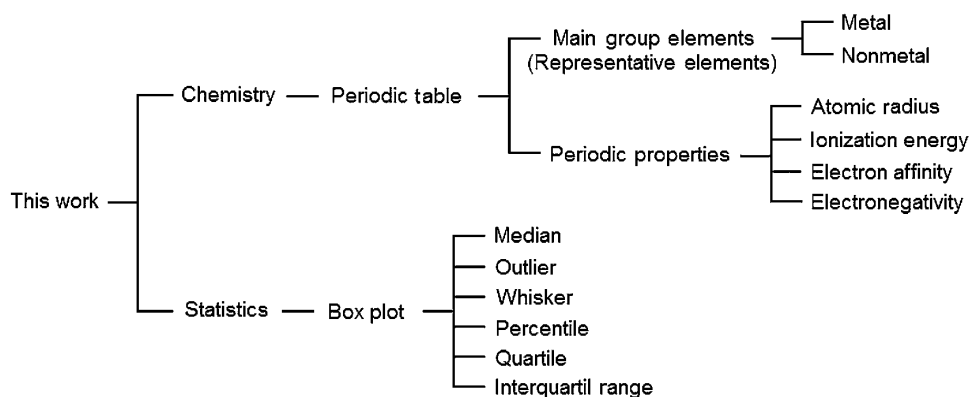 Metal
Main group elements
(Representative elements)
Nonmetal
Chemistry
Periodic table
Atomic radius
Ionization energy
Periodic properties
Electron affinity
Electronegativity
This work
Median
Outlier
Whisker
Statistics
Box plot
Percentile
Quartile
Interquartil range